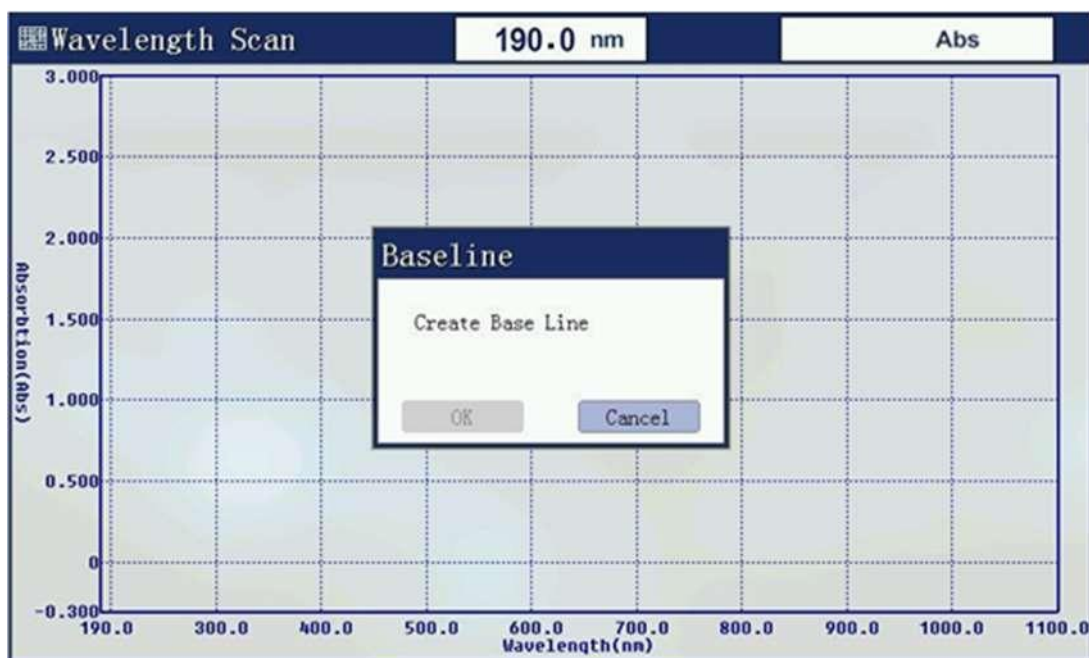 Wavelength Scan 190.0 nm Abs
3.000
2.500
2.000
1.500
1.000
0.500
0
-0.300
Absorbtion(Abs)
Baseline
Create Base Line
OK Cancel
190.0 300.0 400.0 500.0 600.0 700.0 800.0 900.0 1000.0 1100.0
Wavelength(nm)